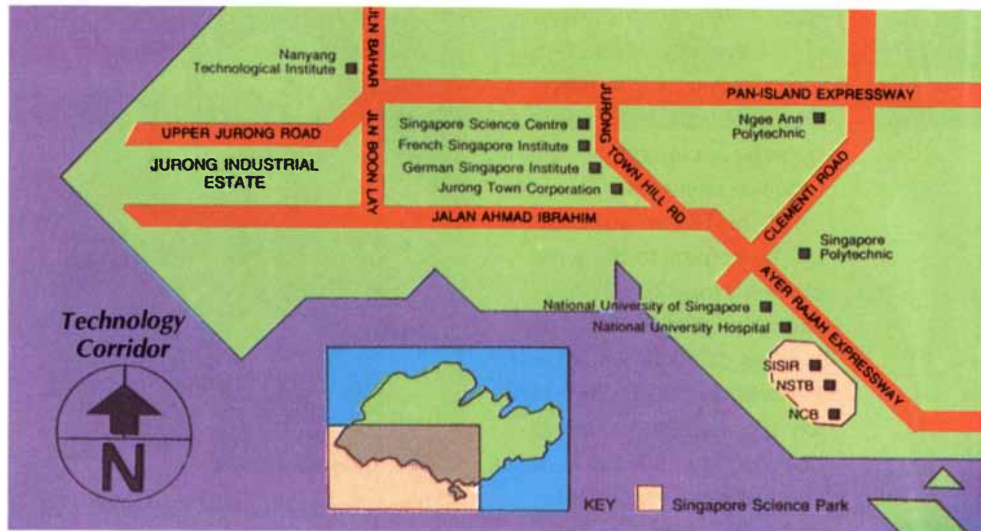 JLN BAHAR
Nanyang
Technological Institute
PAN-ISLAND EXPRESSWAY
UPPER JURONG ROAD
JLN BOON LAY
JURONG TOWN HILL RD
Singapore Science Centre
French Singapore Institute
German Singapore Institute
Jurong Town Corporation
Ngee Ann
Polytechnic
CLEMENTI ROAD
JURONG INDUSTRIAL
ESTATE
JALAN AHMAD IBRAHIM
Singapore
Polytechnic
AYER RAJAH EXPRESSWAY
National University of Singapore
National University Hospital
SISIR
NSTB
NCB
Technology
Corridor
N
KEY
Singapore Science Park